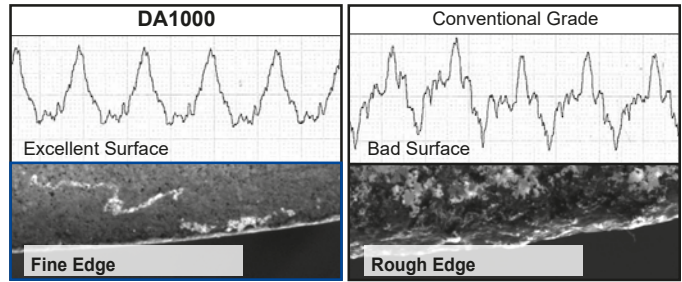 DA1000
Conventional Grade
Excellent Surface
Bad Surface
Fine Edge
Rough Edge